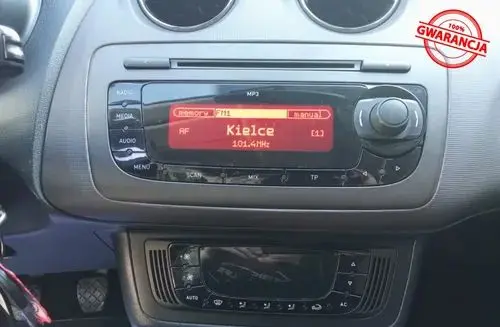 100%
GWARANCJA
MP3
RADIO
MEDIA
AUDIO
MENU
memory FM1 manual
RF Kielce [1]
101.4MHz
SCAN MIX TP
AUTO AC